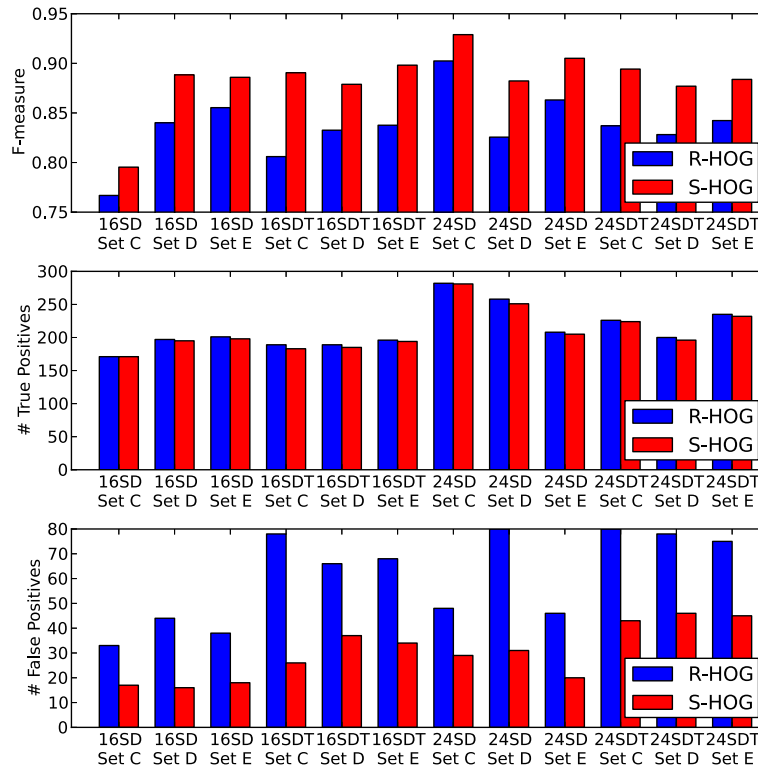 0.95
0.90
0.85
0.80
0.75
F-measure
R-HOG
S-HOG
16SD 16SD 16SD 16SDT 16SDT 16SDT 24SD 24SD 24SD 24SDT 24SDT 24SDT
Set C Set D Set E Set C Set D Set E Set C Set D Set E Set C Set D Set E
300
250
200
150
100
50
0
# True Positives
R-HOG
S-HOG
16SD 16SD 16SD 16SDT 16SDT 16SDT 24SD 24SD 24SD 24SDT 24SDT 24SDT
Set C Set D Set E Set C Set D Set E Set C Set D Set E Set C Set D Set E
80
70
60
50
40
30
20
10
0
# False Positives
R-HOG
S-HOG
16SD 16SD 16SD 16SDT 16SDT 16SDT 24SD 24SD 24SD 24SDT 24SDT 24SDT
Set C Set D Set E Set C Set D Set E Set C Set D Set E Set C Set D Set E